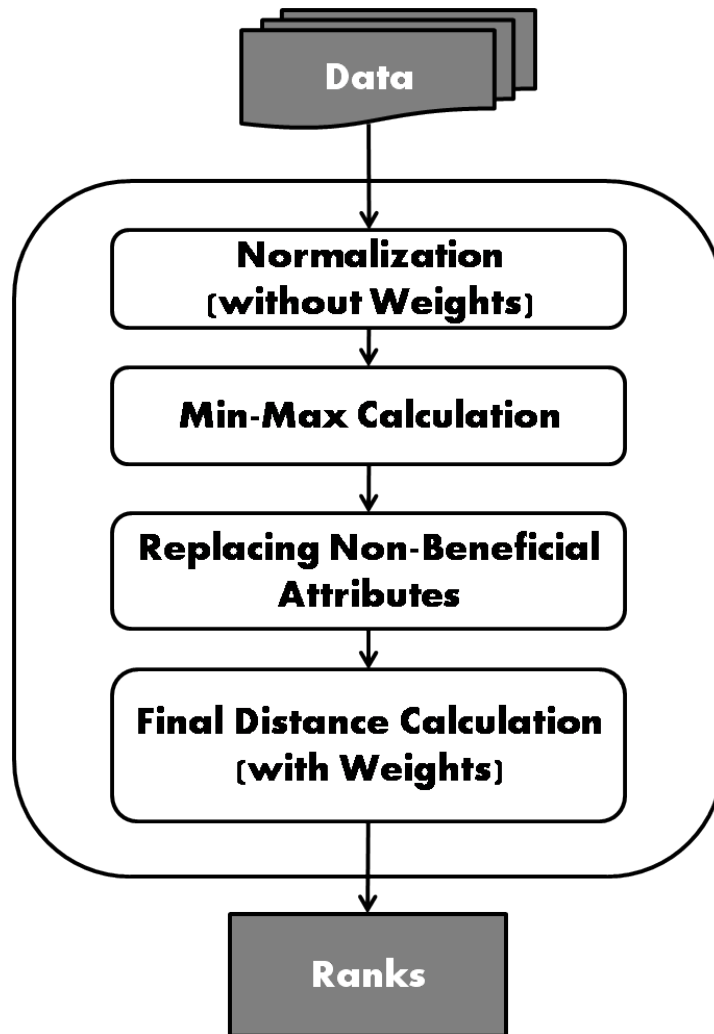 Data
Normalization
(without Weights)
Min-Max Calculation
Replacing Non-Beneficial
Attributes
Final Distance Calculation
(with Weights)
Ranks